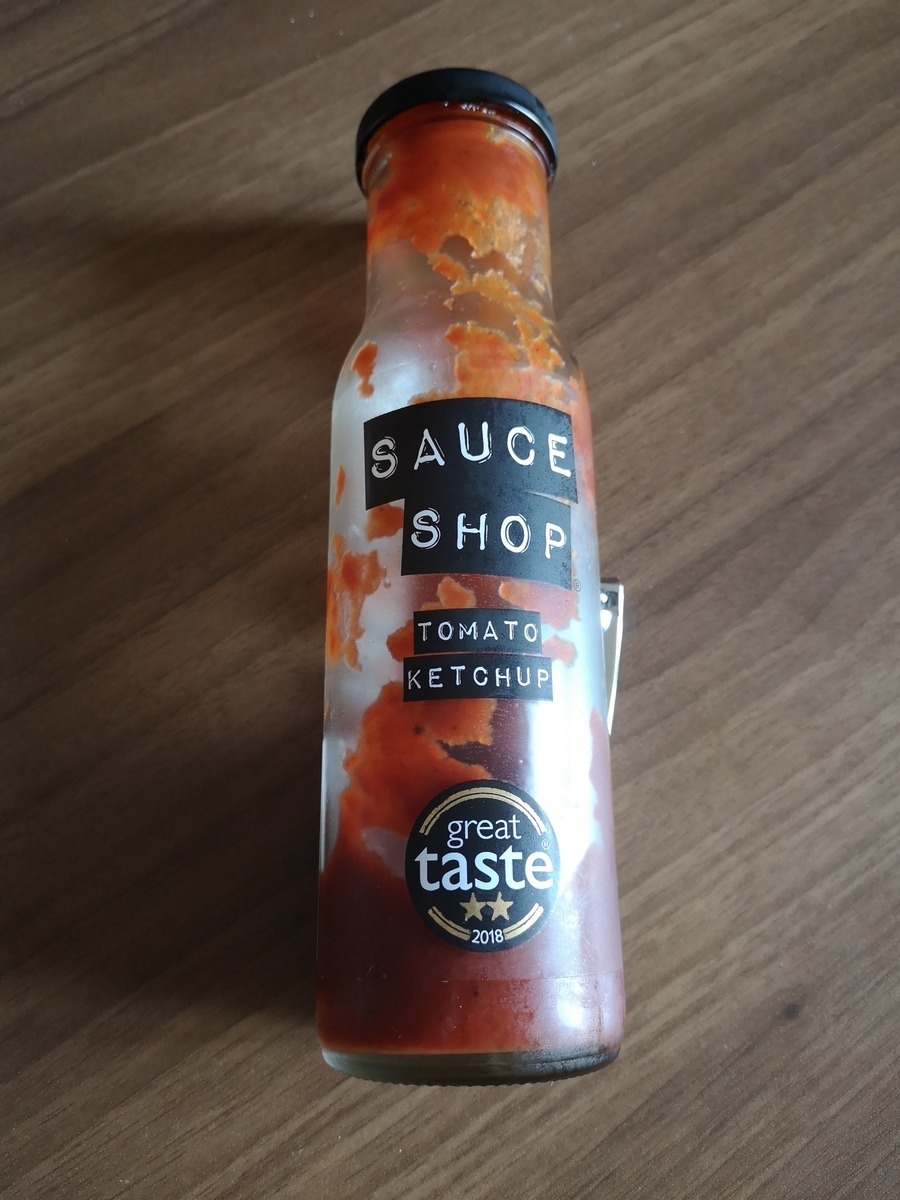 SAUCE
SHOP®
TOMATO
KETCHUP
great
taste®
2018